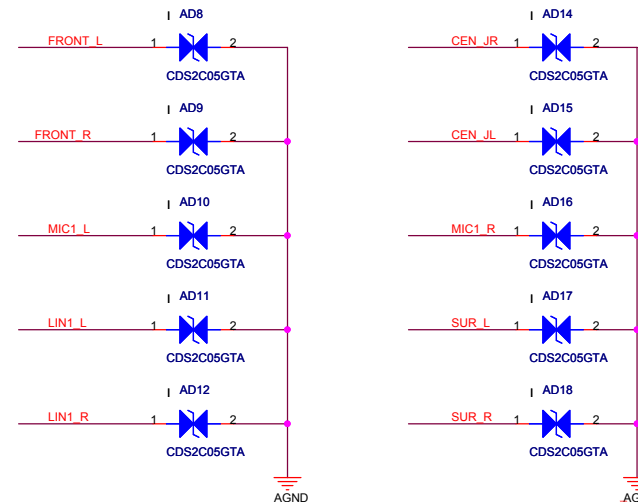 I AD8
FRONT_L 1 2
CDS2C05GTA
I AD9
FRONT_R 1 2
CDS2C05GTA
I AD10
MIC1_L 1 2
CDS2C05GTA
I AD11
LIN1_L 1 2
CDS2C05GTA
I AD12
LIN1_R 1 2
CDS2C05GTA
AGND
I AD14
CEN_JR 1 2
CDS2C05GTA
I AD15
CEN_JL 1 2
CDS2C05GTA
I AD16
MIC1_R 1 2
CDS2C05GTA
I AD17
SUR_L 1 2
CDS2C05GTA
I AD18
SUR_R 1 2
CDS2C05GTA